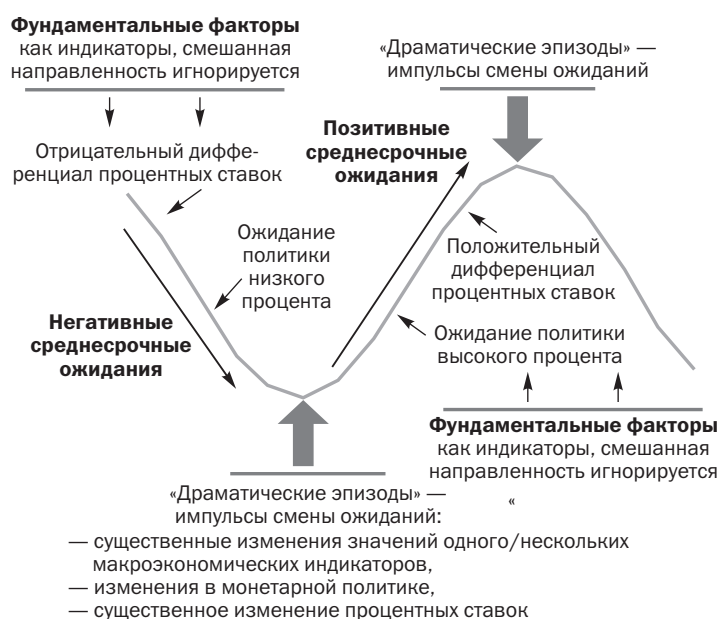 Фундаментальные факторы
как индикаторы, смешанная
направленность игнорируется
«Драматические эпизоды» —
импульсы смены ожиданий
Отрицательный диффе-
ренциал процентных ставок
Позитивные
среднесрочные
ожидания
Ожидание
политики
низкого
процента
Положительный
дифференциал
процентных ставок
Негативные
среднесрочные
ожидания
Ожидание политики
высокого процента
Фундаментальные факторы
как индикаторы, смешанная
направленность игнорируется
«
«Драматические эпизоды» —
импульсы смены ожиданий:
— существенные изменения значений одного/нескольких
макроэкономических индикаторов,
— изменения в монетарной политике,
— существенное изменение процентных ставок